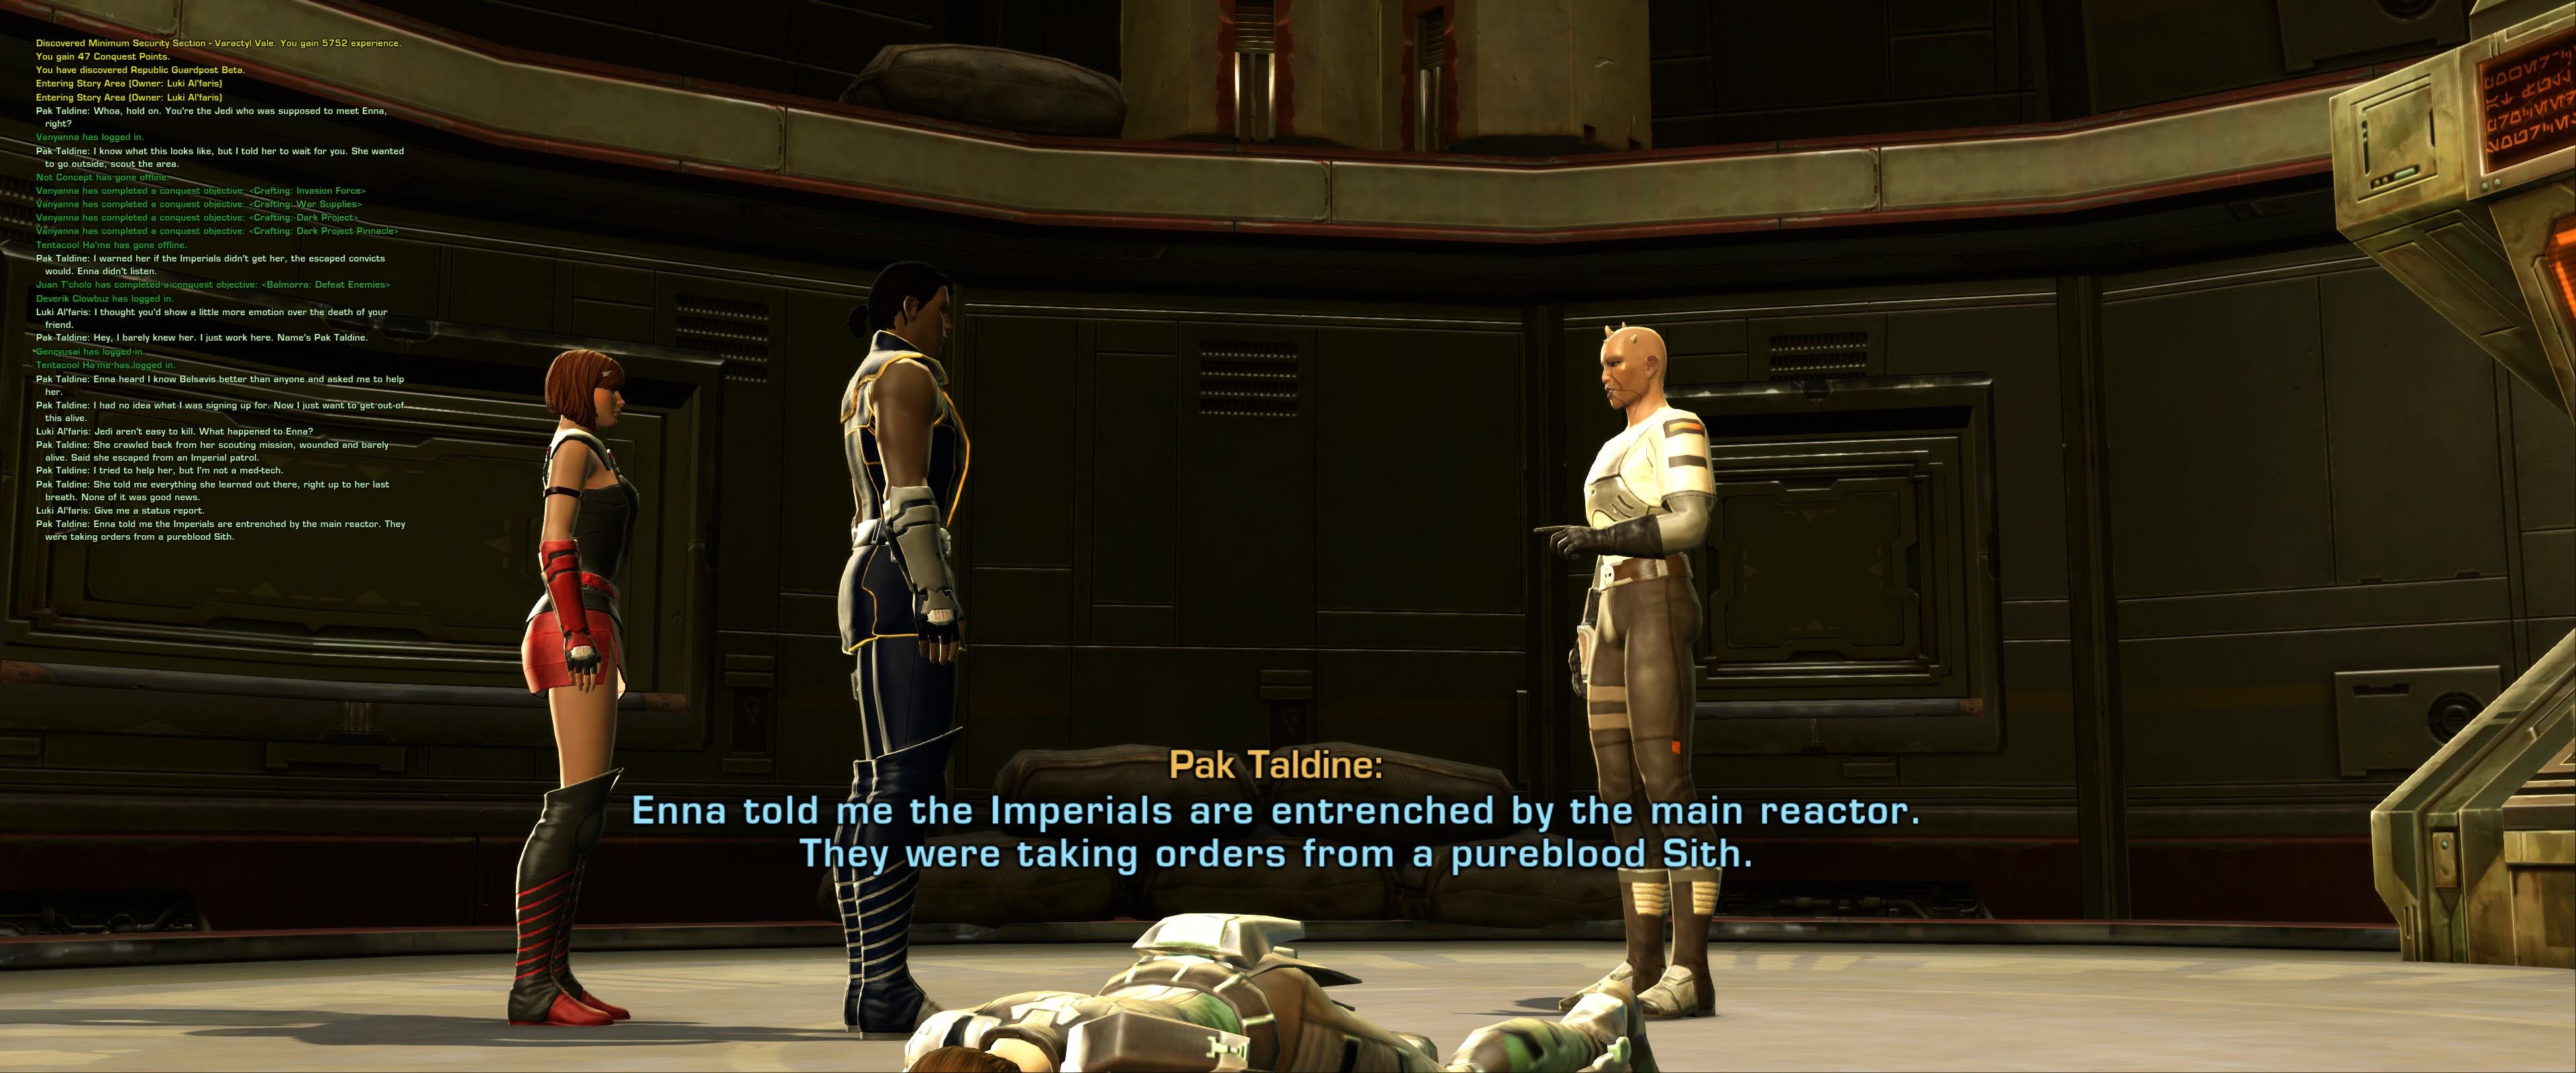 Discovered Minimum Security Section - Varactyl Vale. You gain 5752 experience.
You gain 47 Conquest Points.
You have discovered Republic Guardpost Beta.
Entering Story Area (Owner: Luki Al'faris)
Entering Story Area (Owner: Luki Al'faris)
Pak Taldine: Whoa, hold on. You're the Jedi who was supposed to meet Enna,
right?
Vanyanna has logged in.
Pak Taldine: I know what this looks like, but I told her to wait for you. She wanted
to go outside, scout the area.
Not Concept has gone offline.
Vanyanna has completed a conquest objective: <Crafting: Invasion Force>
Vanyanna has completed a conquest objective: <Crafting: War Supplies>
Vanyanna has completed a conquest objective: <Crafting: Dark Project>
Vanyanna has completed a conquest objective: <Crafting: Dark Project Pinnacle>
Tentacool Ha'me has gone offline.
Pak Taldine: I warned her if the Imperials didn't get her, the escaped convicts
would. Enna didn't listen.
Juan T'cholo has completed a conquest objective: <Balmorra: Defeat Enemies>
Deverik Clowbuz has logged in.
Luki Al'faris: I thought you'd show a little more emotion over the death of your
friend.
Pak Taldine: Hey, I barely knew her. I just work here. Name's Pak Taldine.
Gencyusai has logged in.
Tentacool Ha'me has logged in.
Pak Taldine: Enna heard I know Belsavis better than anyone and asked me to help
her.
Pak Taldine: I had no idea what I was signing up for. Now I just want to get out of
this alive.
Luki Al'faris: Jedi aren't easy to kill. What happened to Enna?
Pak Taldine: She crawled back from her scouting mission, wounded and barely
alive. Said she escaped from an Imperial patrol.
Pak Taldine: I tried to help her, but I'm not a med-tech.
Pak Taldine: She told me everything she learned out there, right up to her last
breath. None of it was good news.
Luki Al'faris: Give me a status report.
Pak Taldine: Enna told me the Imperials are entrenched by the main reactor. They
were taking orders from a pureblood Sith.
Pak Taldine:
Enna told me the Imperials are entrenched by the main reactor.
They were taking orders from a pureblood Sith.